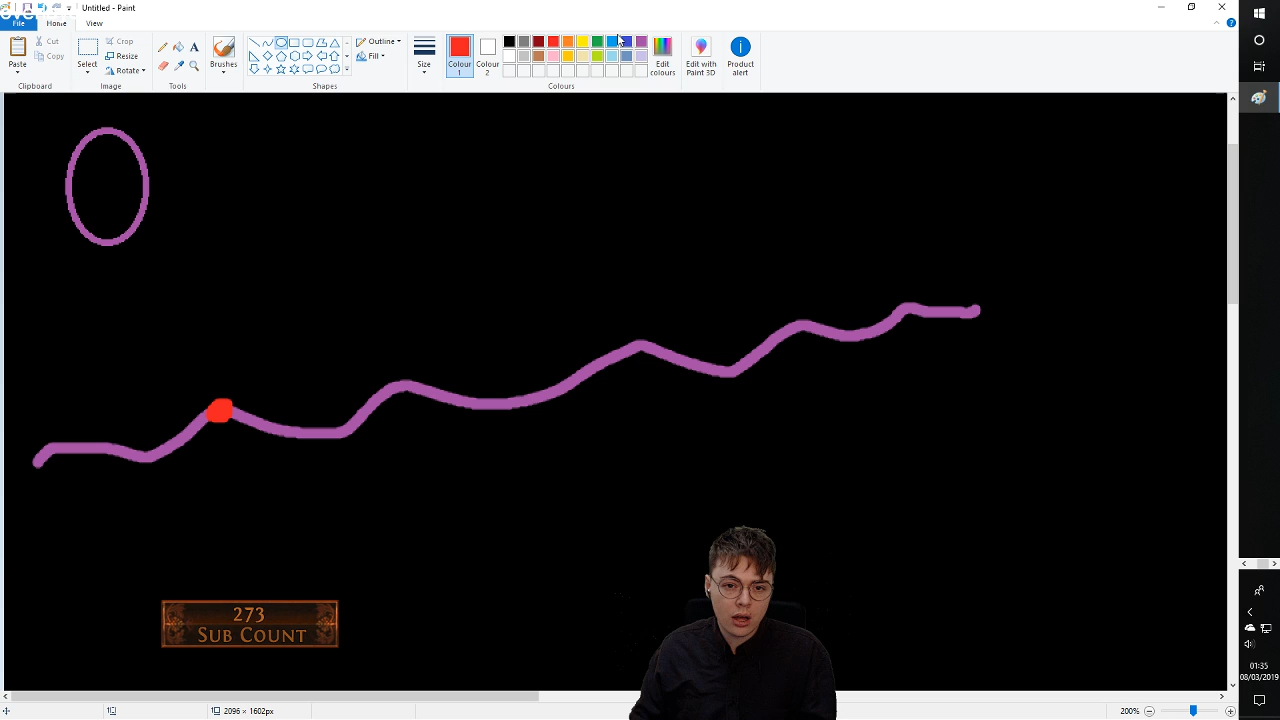 Untitled - Paint
File
Home
View
Paste
Cut
Copy
Clipboard
Select
Crop
Resize
Rotate
Image
A
Tools
Brushes
Outline
Fill
Shapes
Size
Colour 1
Colour 2
Edit colours
Edit with Paint 3D
Product alert
Colours
273
SUB COUNT
2096 × 1602px
200%
01:35
08/03/2019